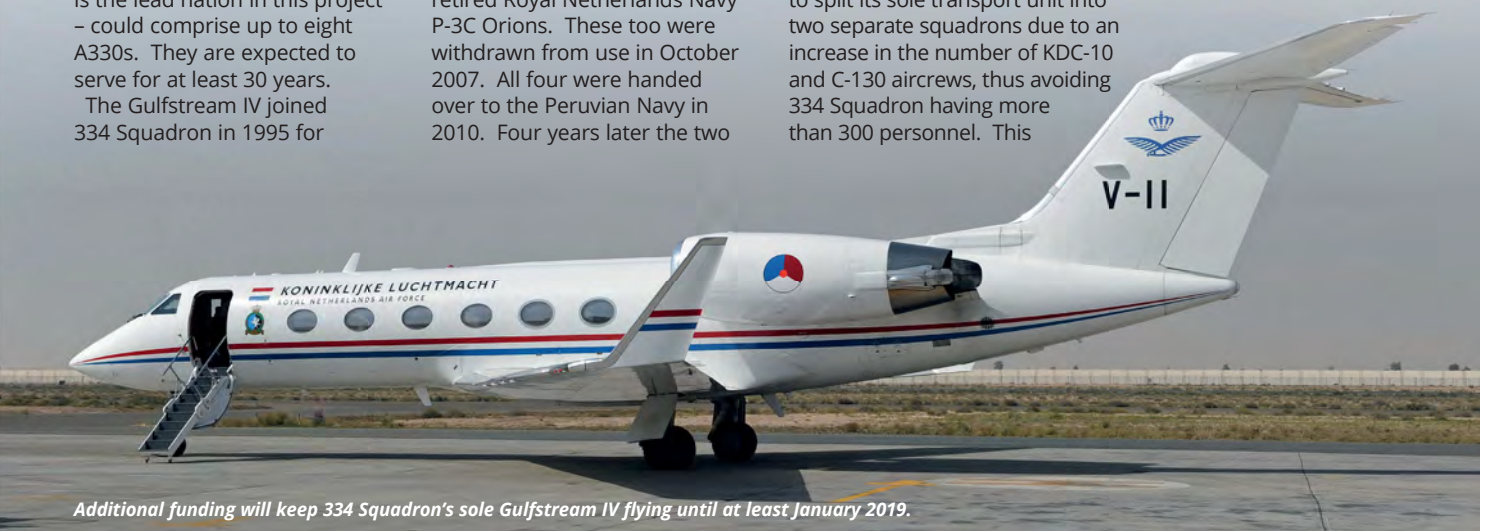 is the lead nation in this project
– could comprise up to eight
A330s. They are expected to
serve for at least 30 years.
The Gulfstream IV joined
334 Squadron in 1995 for
retired Royal Netherlands Navy
P-3C Orions. These too were
withdrawn from use in October
2007. All four were handed
over to the Peruvian Navy in
2010. Four years later the two
to split its sole transport unit into
two separate squadrons due to an
increase in the number of KDC-10
and C-130 aircrews, thus avoiding
334 Squadron having more
than 300 personnel. This
V-11
KONINKLIJKE LUCHTMACHT
ROYAL NETHERLANDS AIR FORCE
Additional funding will keep 334 Squadron's sole Gulfstream IV flying until at least January 2019.